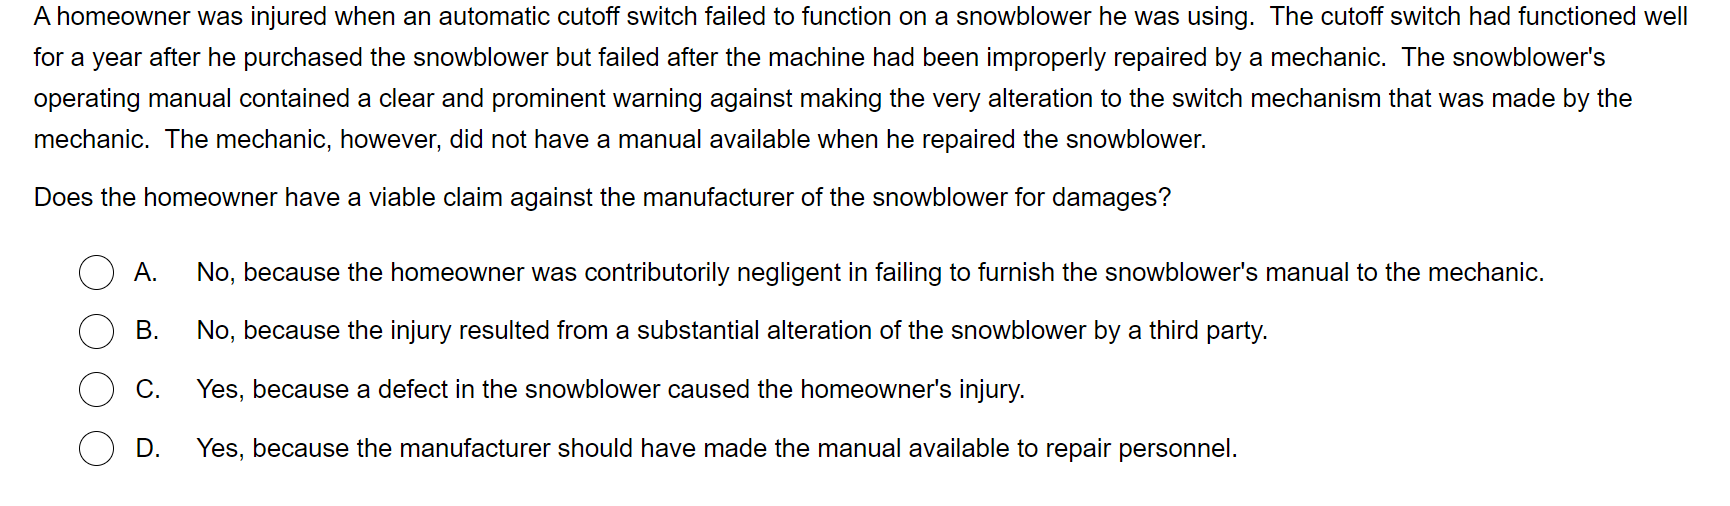 A homeowner was injured when an automatic cutoff switch failed to function on a snowblower he was using.  The cutoff switch had functioned well
for a year after he purchased the snowblower but failed after the machine had been improperly repaired by a mechanic.  The snowblower's
operating manual contained a clear and prominent warning against making the very alteration to the switch mechanism that was made by the
mechanic.  The mechanic, however, did not have a manual available when he repaired the snowblower.
Does the homeowner have a viable claim against the manufacturer of the snowblower for damages?
A. No, because the homeowner was contributorily negligent in failing to furnish the snowblower's manual to the mechanic.
B. No, because the injury resulted from a substantial alteration of the snowblower by a third party.
C. Yes, because a defect in the snowblower caused the homeowner's injury.
D. Yes, because the manufacturer should have made the manual available to repair personnel.